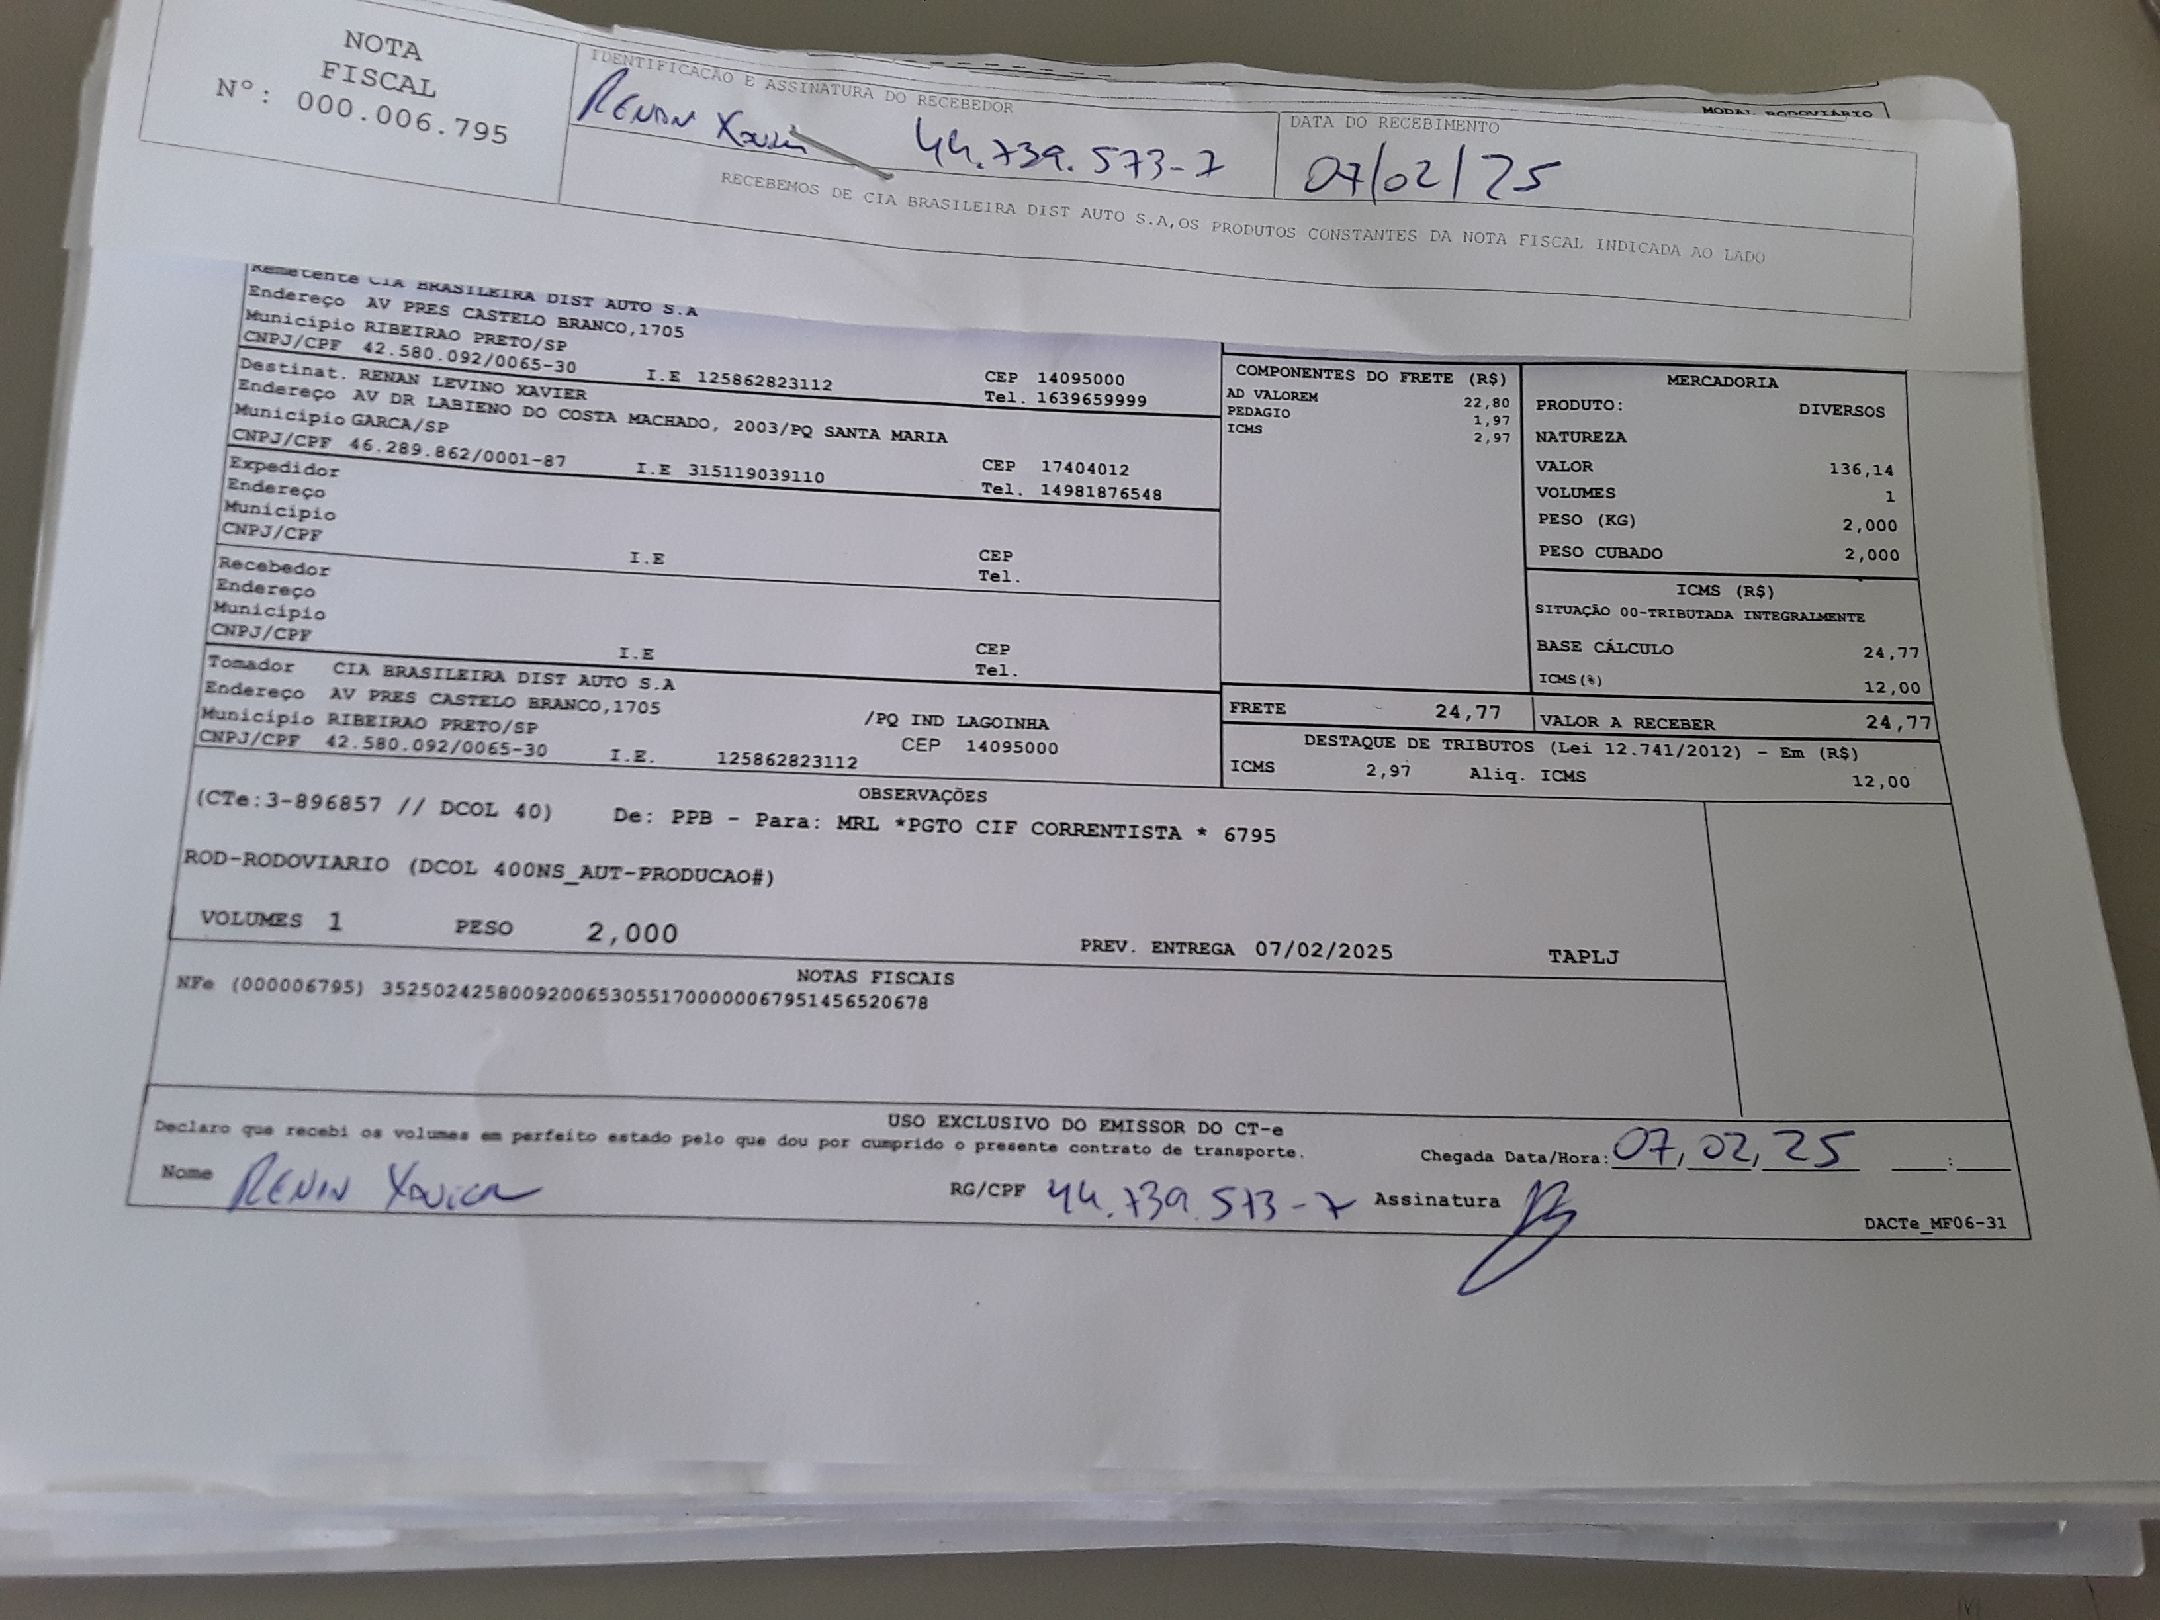 MODAL RODOVIÁRIO
NOTA
FISCAL
Nº: 000.006.795
IDENTIFICACAO E ASSINATURA DO RECEBEDOR
RENAN Xavier 44.739.573-7
DATA DO RECEBIMENTO
07/02/25
RECEBEMOS DE CIA BRASILEIRA DIST AUTO S.A,OS PRODUTOS CONSTANTES DA NOTA FISCAL INDICADA AO LADO
Remetente CIA BRASILEIRA DIST AUTO S.A
Endereço AV PRES CASTELO BRANCO,1705
Município RIBEIRAO PRETO/SP CEP 14095000
CNPJ/CPF 42.580.092/0065-30 I.E 125862823112 Tel. 1639659999
Destinat. RENAN LEVINO XAVIER
Endereço AV DR LABIENO DO COSTA MACHADO, 2003/PQ SANTA MARIA
Município GARCA/SP CEP 17404012
CNPJ/CPF 46.289.862/0001-87 I.E 315119039110 Tel. 14981876548
Expedidor
Endereço
Município CEP
CNPJ/CPF I.E Tel.
Recebedor
Endereço
Município CEP
CNPJ/CPF I.E Tel.
Tomador CIA BRASILEIRA DIST AUTO S.A
Endereço AV PRES CASTELO BRANCO,1705 /PQ IND LAGOINHA
Município RIBEIRAO PRETO/SP CEP 14095000
CNPJ/CPF 42.580.092/0065-30 I.E. 125862823112
COMPONENTES DO FRETE (R$)
AD VALOREM 22,80
PEDAGIO 1,97
ICMS 2,97
MERCADORIA
PRODUTO: DIVERSOS
NATUREZA
VALOR 136,14
VOLUMES 1
PESO (KG) 2,000
PESO CUBADO 2,000
ICMS (R$)
SITUAÇÃO 00-TRIBUTADA INTEGRALMENTE
BASE CÁLCULO 24,77
ICMS(%) 12,00
FRETE 24,77 VALOR A RECEBER 24,77
DESTAQUE DE TRIBUTOS (Lei 12.741/2012) - Em (R$)
ICMS 2,97 Aliq. ICMS 12,00
OBSERVAÇÕES
(CTe:3-896857 // DCOL 40) De: PPB - Para: MRL *PGTO CIF CORRENTISTA * 6795
ROD-RODOVIARIO (DCOL 400NS_AUT-PRODUCAO#)
VOLUMES 1 PESO 2,000 PREV. ENTREGA 07/02/2025 TAPLJ
NOTAS FISCAIS
NFe (000006795) 35250242580092006530551700000067951456520678
USO EXCLUSIVO DO EMISSOR DO CT-e
Declaro que recebi os volumes em perfeito estado pelo que dou por cumprido o presente contrato de transporte. Chegada Data/Hora: 07,02,25 __:__
Nome RENAN Xavier RG/CPF 44.739.573-7 Assinatura
DACTe_MF06-31